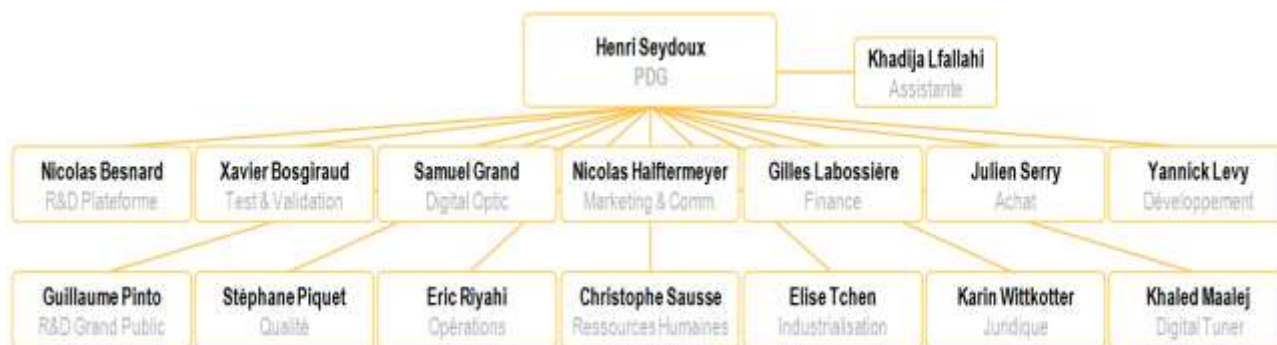 Henri Seydoux
PDG
Khadija Lfallahi
Assistante
Nicolas Besnard
R&D Plateforme
Xavier Bosgiraud
Test & Validation
Samuel Grand
Digital Optic
Nicolas Halftermeyer
Marketing & Comm.
Gilles Labossière
Finance
Julien Serry
Achat
Yannick Levy
Développement
Guillaume Pinto
R&D Grand Public
Stéphane Piquet
Qualité
Eric Riyahi
Opérations
Christophe Sausse
Ressources Humaines
Elise Tchen
Industrialisation
Karin Wittkotter
Juridique
Khaled Maalej
Digital Tuner